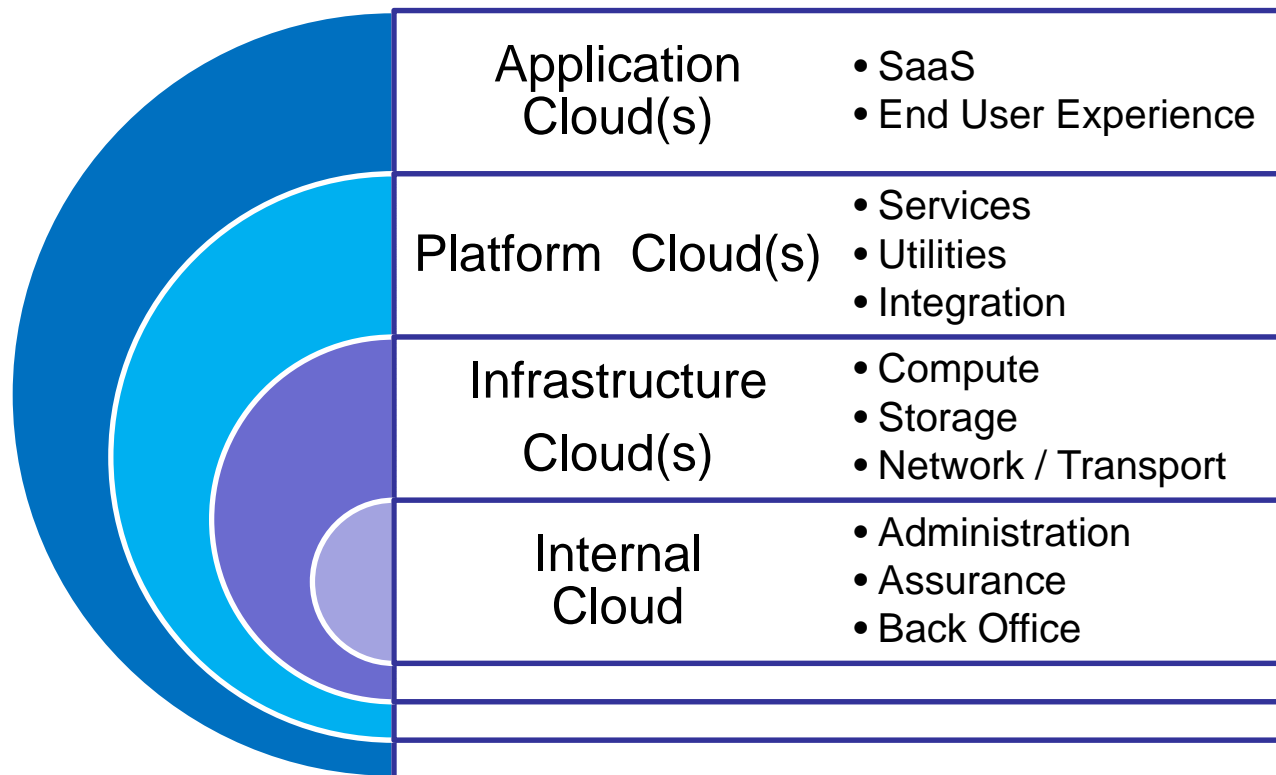 Application
Cloud(s)
• SaaS
• End User Experience
Platform Cloud(s)
• Services
• Utilities
• Integration
Infrastructure
Cloud(s)
• Compute
• Storage
• Network / Transport
Internal
Cloud
• Administration
• Assurance
• Back Office